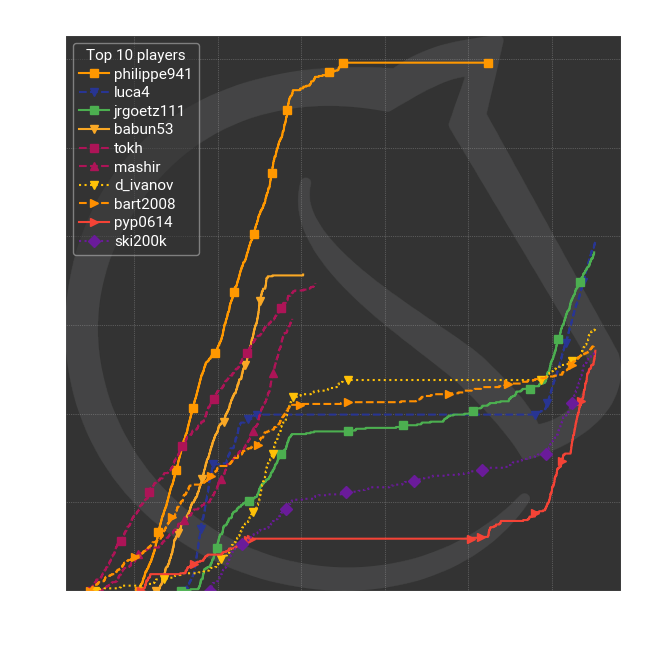 Top 10 players
philippe941
luca4
jrgoetz111
babun53
tokh
mashir
d_ivanov
bart2008
pyp0614
ski200k